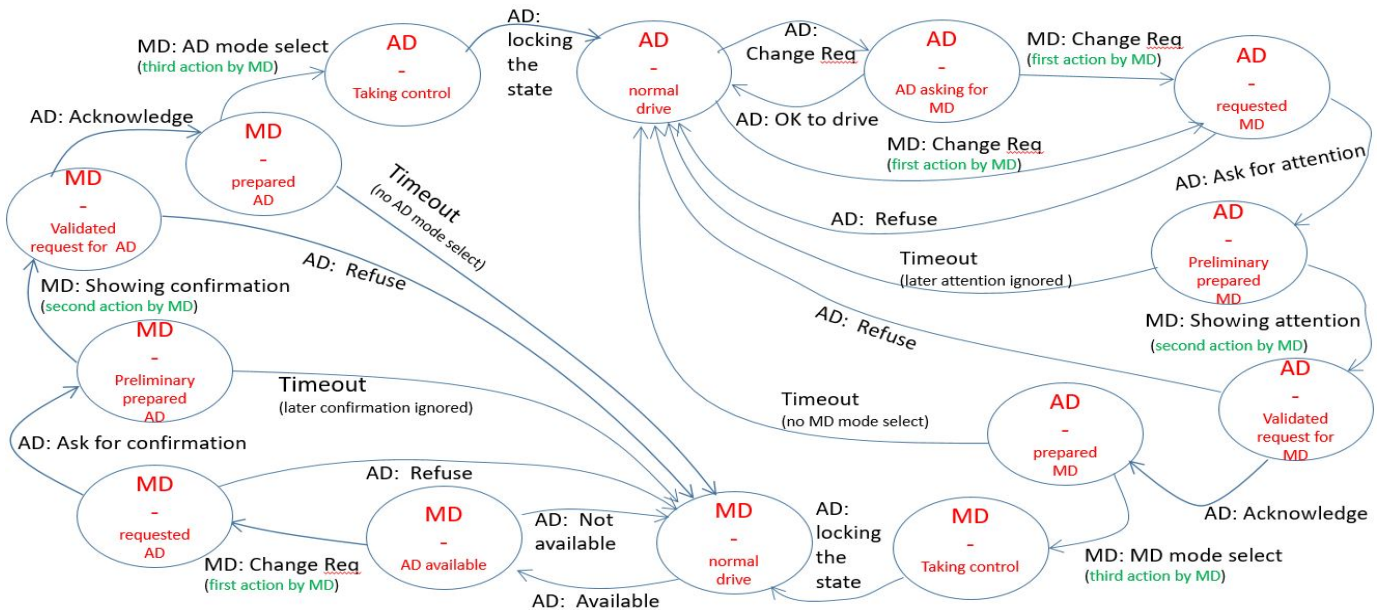 MD: AD mode select
(third action by MD)
AD
-
Taking control
AD:
locking
the
state
AD
-
normal
drive
AD:
Change Req
AD: OK to drive
AD
-
AD asking for
MD
MD: Change Req
(first action by MD)
AD
-
requested
MD
MD: Change Req
(first action by MD)
AD: Ask for attention
AD: Refuse
AD
-
Preliminary
prepared
MD
Timeout
(later attention ignored )
MD: Showing attention
(second action by MD)
AD: Refuse
AD
-
Validated
request for
MD
AD: Acknowledge
AD
-
prepared
MD
Timeout
(no MD mode select)
MD: MD mode select
(third action by MD)
MD
-
Taking control
AD:
locking
the
state
MD
-
normal
drive
AD: Available
AD: Not
available
MD
-
AD available
MD: Change Req
(first action by MD)
MD
-
requested
AD
AD: Refuse
AD: Ask for confirmation
MD
-
Preliminary
prepared
AD
Timeout
(later confirmation ignored)
MD: Showing confirmation
(second action by MD)
MD
-
Validated
request for AD
AD: Refuse
AD: Acknowledge
MD
-
prepared
AD
Timeout
(no AD mode select)